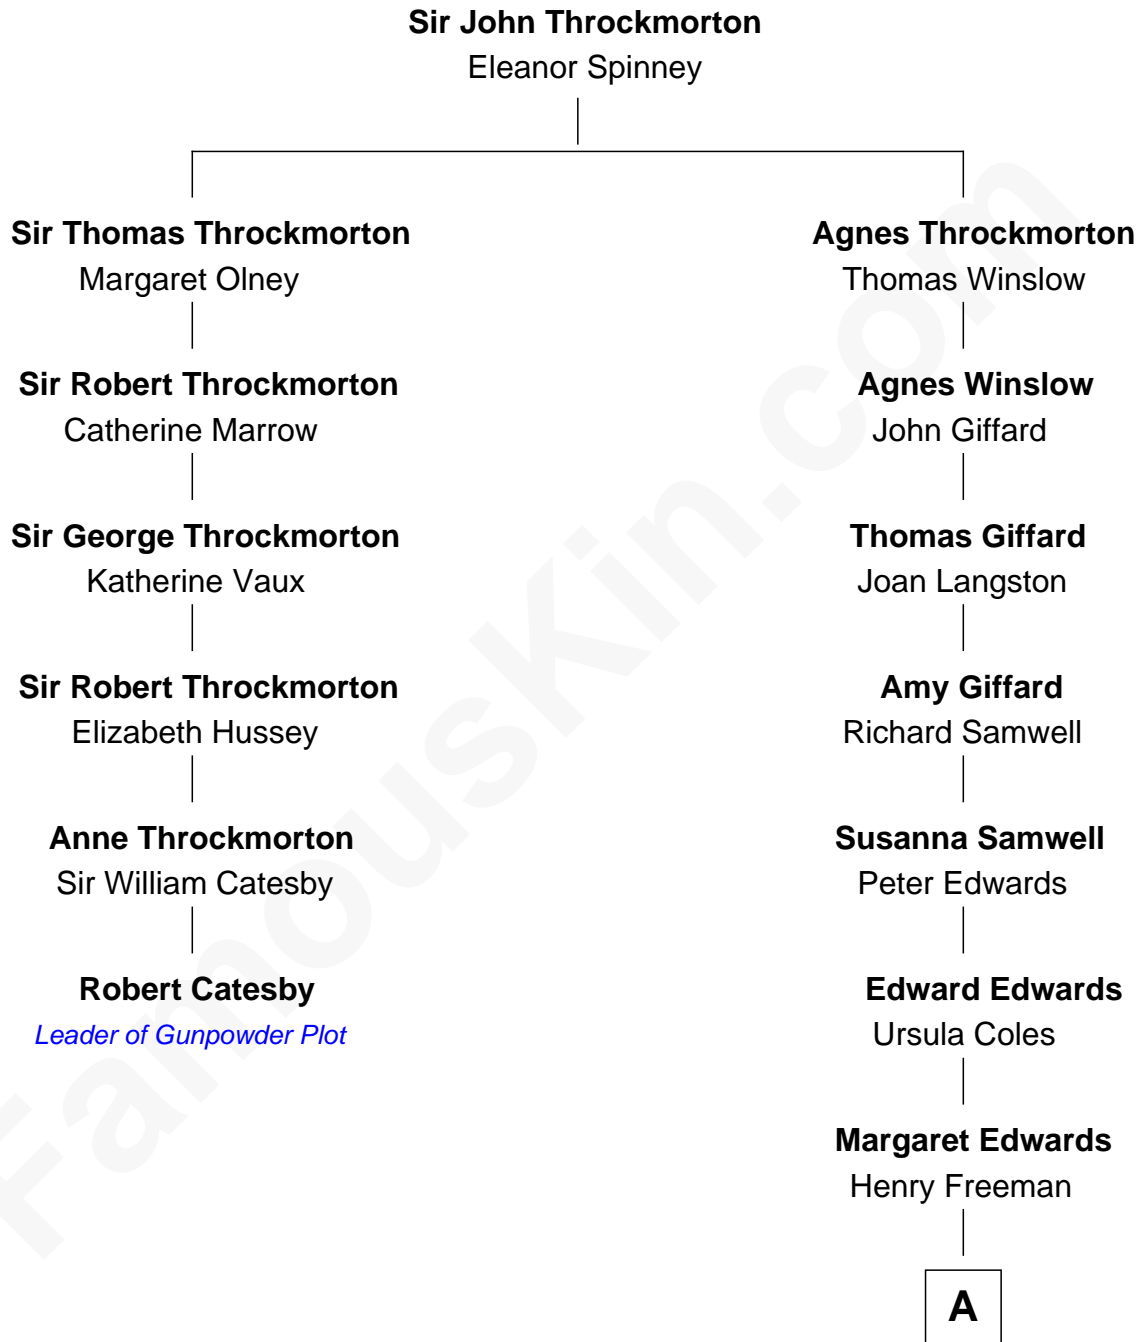 Sir John Throckmorton
Eleanor Spinney
Sir Thomas Throckmorton
Margaret Olney
Agnes Throckmorton
Thomas Winslow
Sir Robert Throckmorton
Catherine Marrow
Agnes Winslow
John Giffard
Sir George Throckmorton
Katherine Vaux
Thomas Giffard
Joan Langston
Sir Robert Throckmorton
Elizabeth Hussey
Amy Giffard
Richard Samwell
Anne Throckmorton
Sir William Catesby
Susanna Samwell
Peter Edwards
Robert Catesby
Leader of Gunpowder Plot
Edward Edwards
Ursula Coles
Margaret Edwards
Henry Freeman
A
FamousKin.com